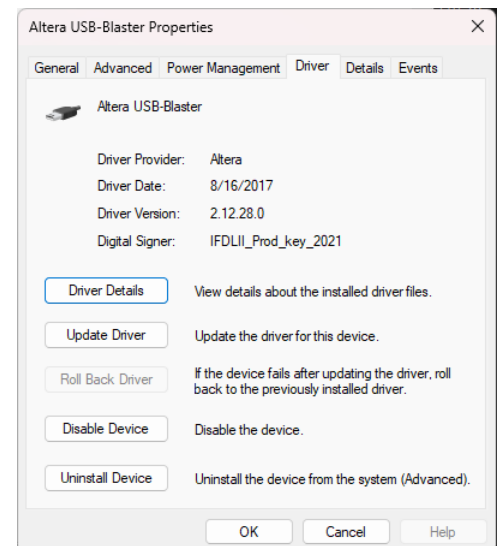 Altera USB-Blaster Properties
General Advanced Power Management Driver Details Events
Altera USB-Blaster
Driver Provider: Altera
Driver Date: 8/16/2017
Driver Version: 2.12.28.0
Digital Signer: IFDLII_Prod_key_2021
Driver Details View details about the installed driver files.
Update Driver Update the driver for this device.
Roll Back Driver If the device fails after updating the driver, roll
back to the previously installed driver.
Disable Device Disable the device.
Uninstall Device Uninstall the device from the system (Advanced).
OK Cancel Help